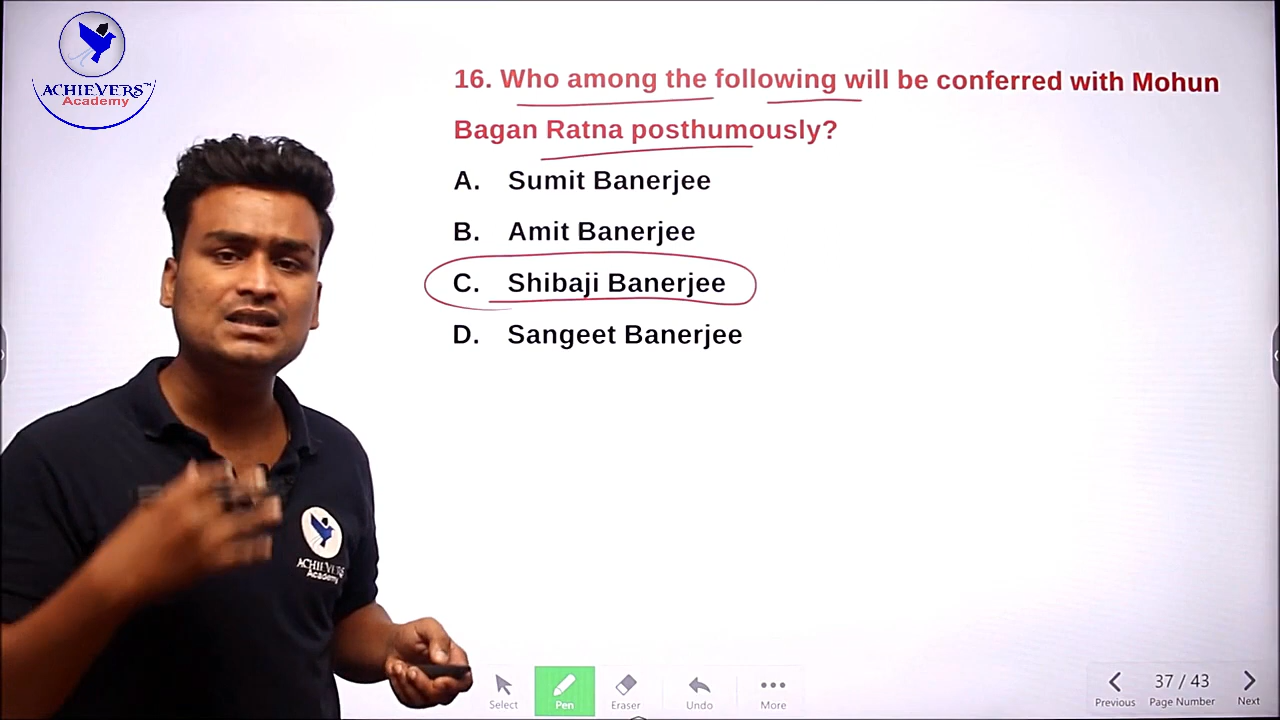 ACHIEVERS™
Academy
16. Who among the following will be conferred with Mohun
Bagan Ratna posthumously?
A. Sumit Banerjee
B. Amit Banerjee
C. Shibaji Banerjee
D. Sangeet Banerjee
ACHIEVERS
Academy
Select
Pen
Eraser
Undo
More
Previous
37 / 43
Page Number
Next